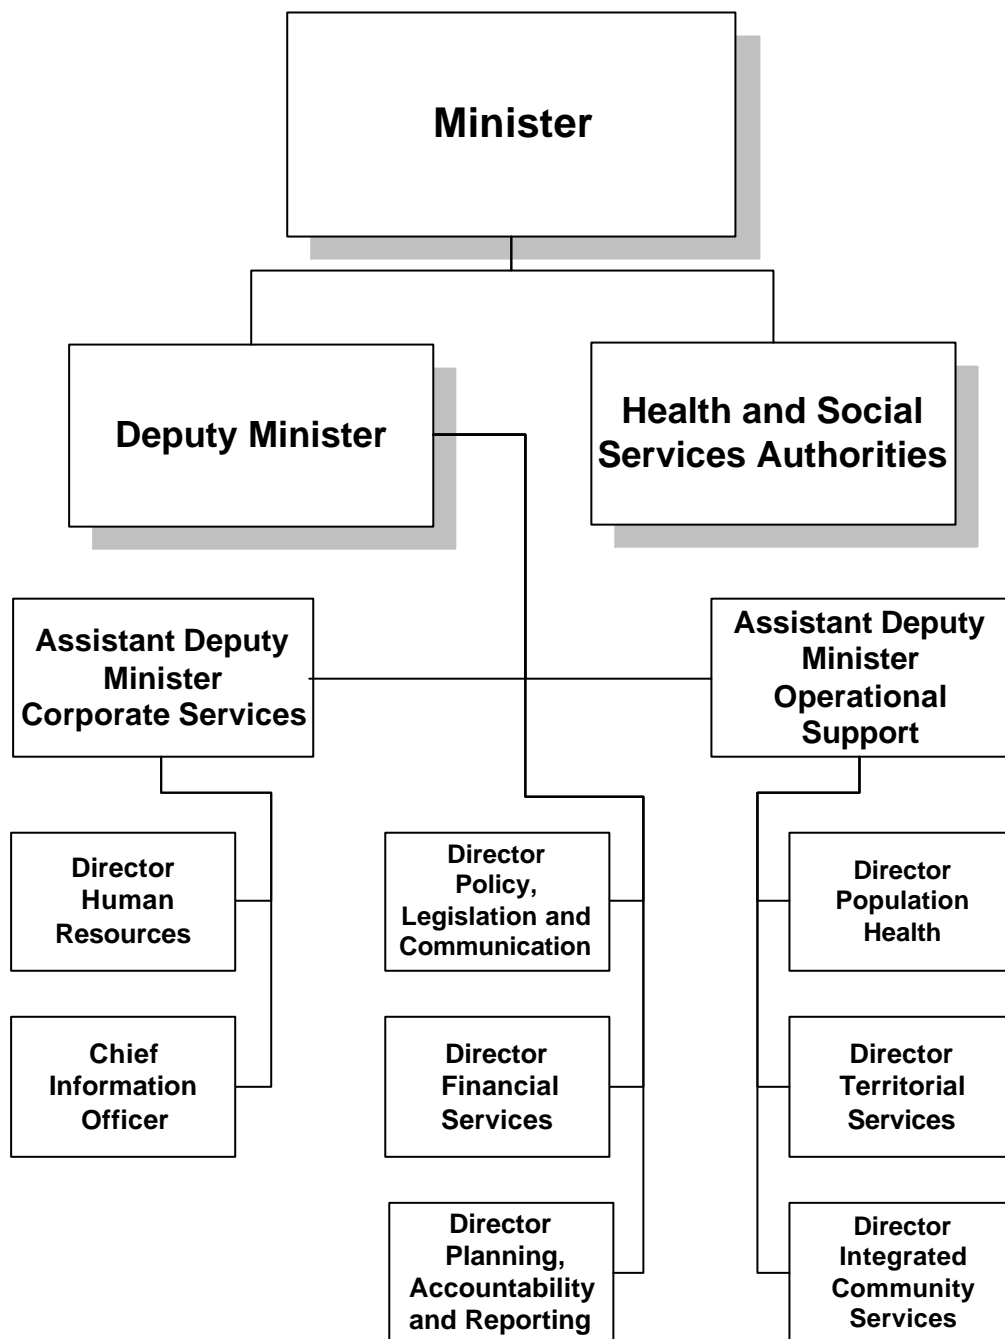 Minister
Deputy Minister
Health and Social
Services Authorities
Assistant Deputy
Minister
Corporate Services
Assistant Deputy
Minister
Operational
Support
Director
Human
Resources
Director
Policy,
Legislation and
Communication
Director
Population
Health
Chief
Information
Officer
Director
Financial
Services
Director
Territorial
Services
Director
Planning,
Accountability
and Reporting
Director
Integrated
Community
Services